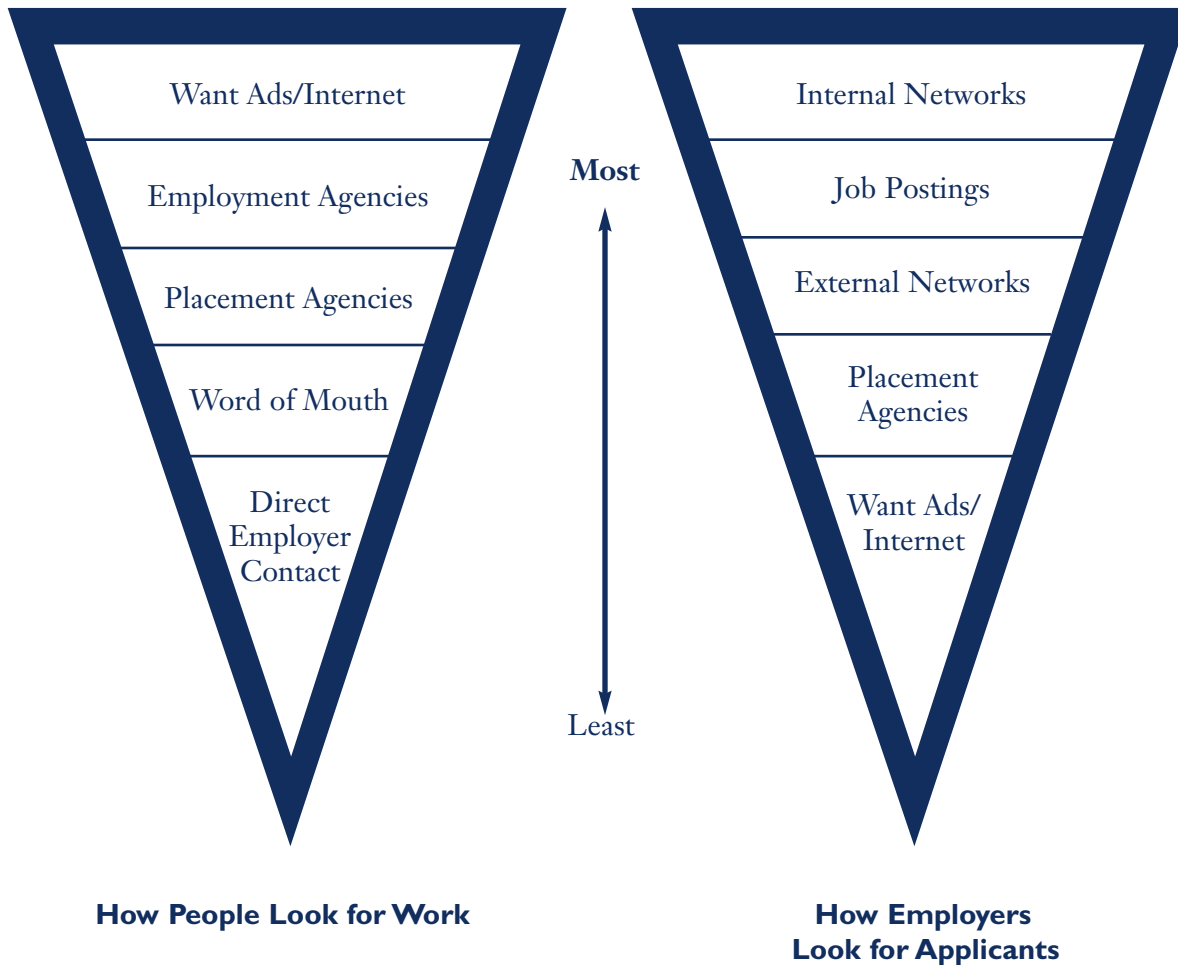 Want Ads/Internet
Employment Agencies
Placement Agencies
Word of Mouth
Direct
Employer
Contact
Most
Least
Internal Networks
Job Postings
External Networks
Placement
Agencies
Want Ads/
Internet
How People Look for Work
How Employers
Look for Applicants